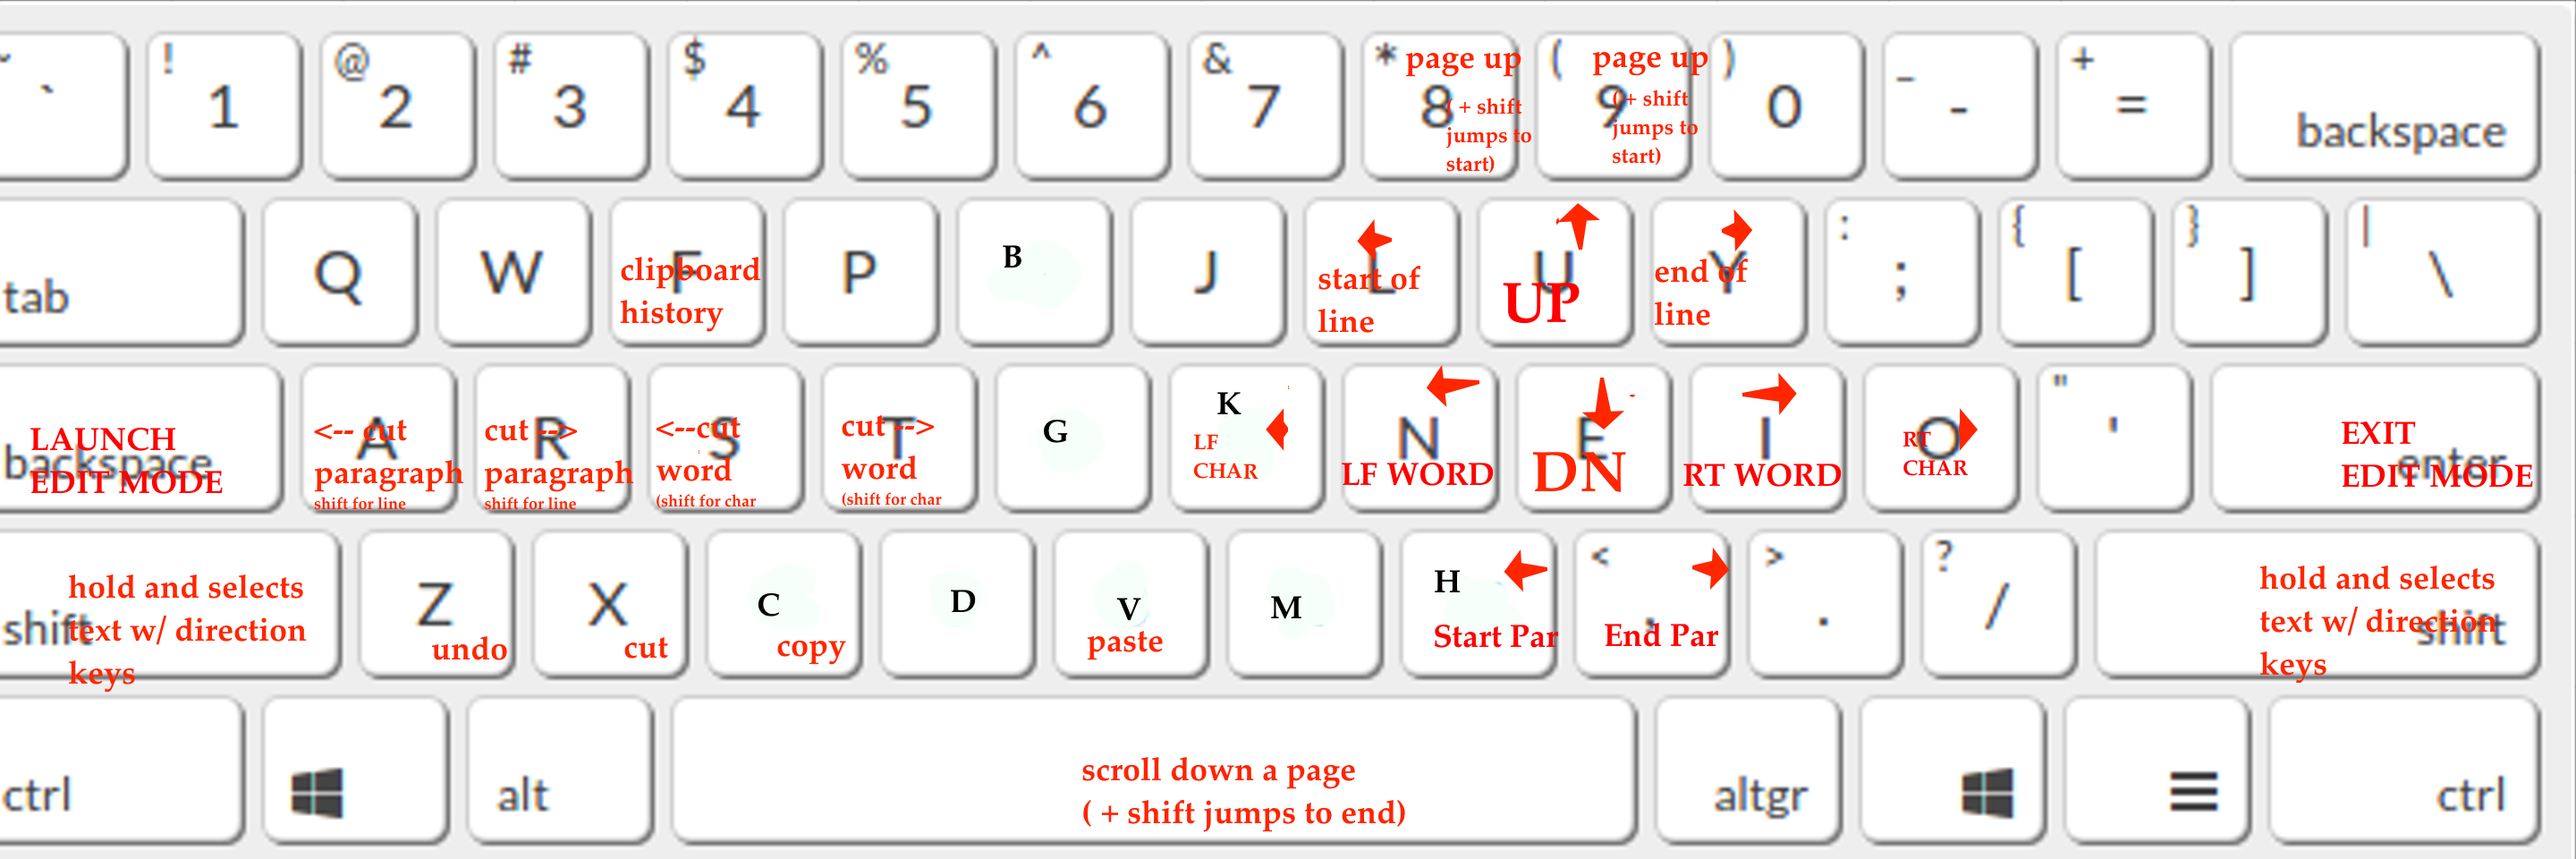 ~ ` ! 1 @ 2 # 3 $ 4 % 5 ^ 6 & 7 * 8 page up ( 9 page up ) 0 _ - + = backspace
( + shift jumps to start)
( + shift jumps to start)
tab Q W F P B J L U Y : ; { [ } ] | \
clipboard history
start of line
UP
end of line
backspace A R S T G K N E I O " ' enter
LAUNCH EDIT MODE
<-- cut paragraph shift for line
cut --> paragraph shift for line
<--cut word (shift for char
cut --> word (shift for char
LF CHAR
LF WORD
DN
RT WORD
RT CHAR
EXIT EDIT MODE
shift Z X C D V M H < , > . ? / shift
hold and selects text w/ direction keys
undo
cut
copy
paste
Start Par
End Par
hold and selects text w/ direction keys
ctrl alt altgr ctrl
scroll down a page
( + shift jumps to end)